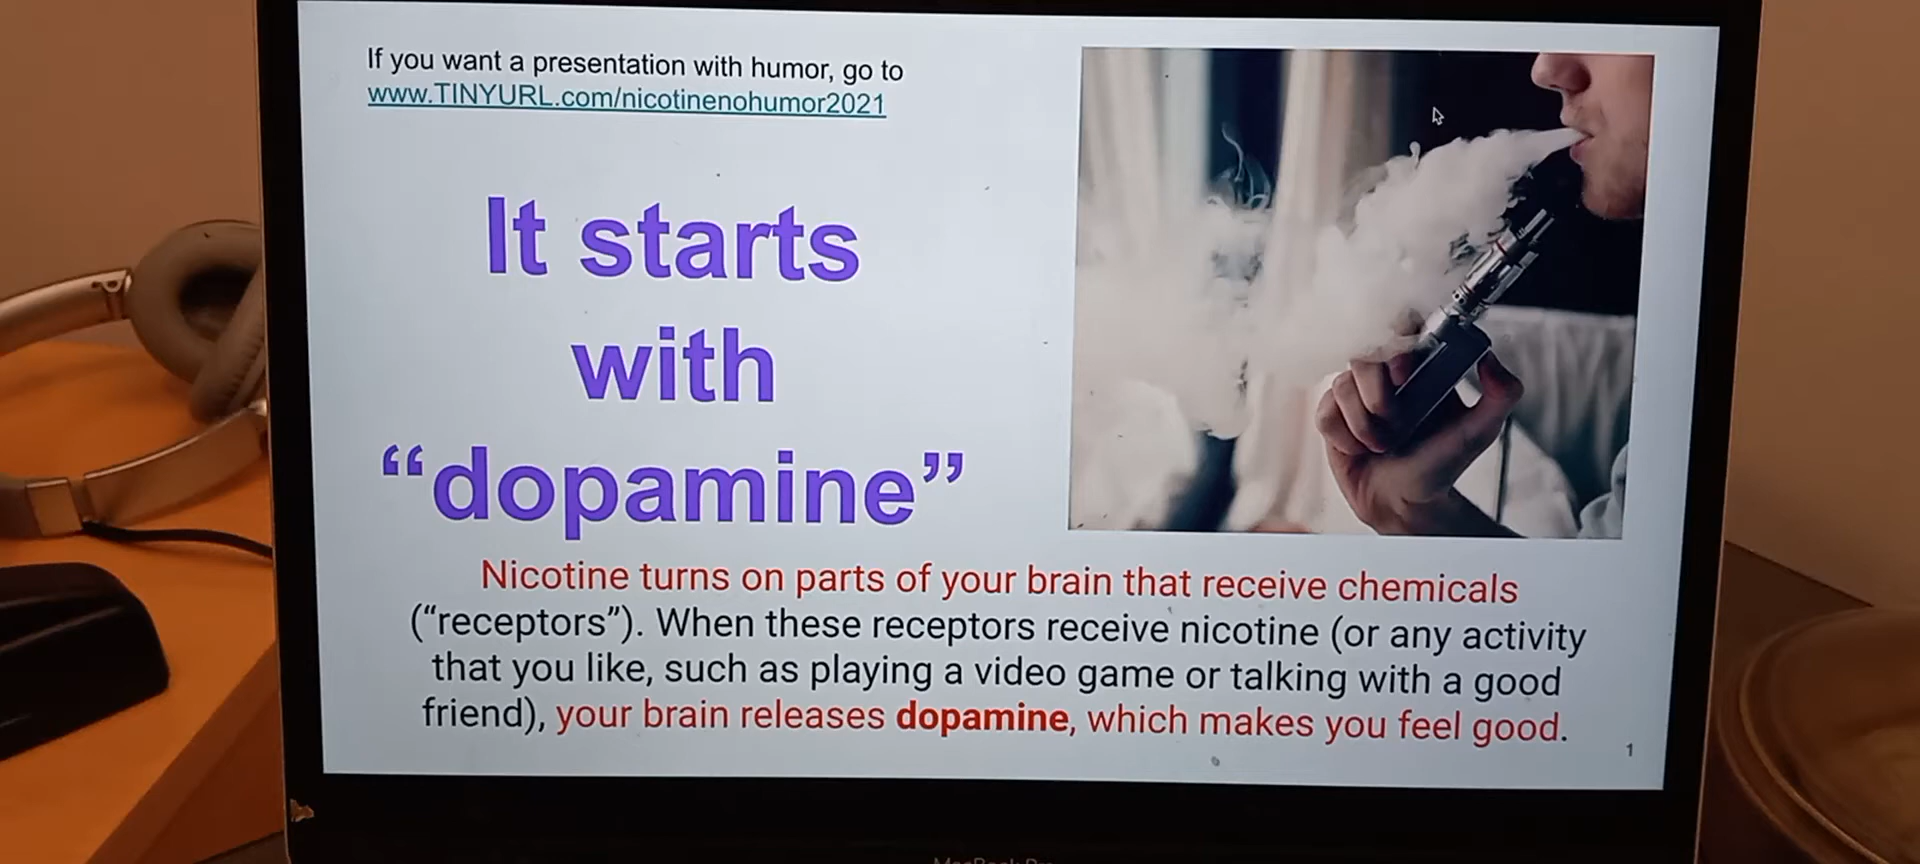 If you want a presentation with humor, go to
www.TINYURL.com/nicotinenohumor2021
It starts
with
“dopamine”
Nicotine turns on parts of your brain that receive chemicals
(“receptors”). When these receptors receive nicotine (or any activity
that you like, such as playing a video game or talking with a good
friend), your brain releases dopamine, which makes you feel good.
1